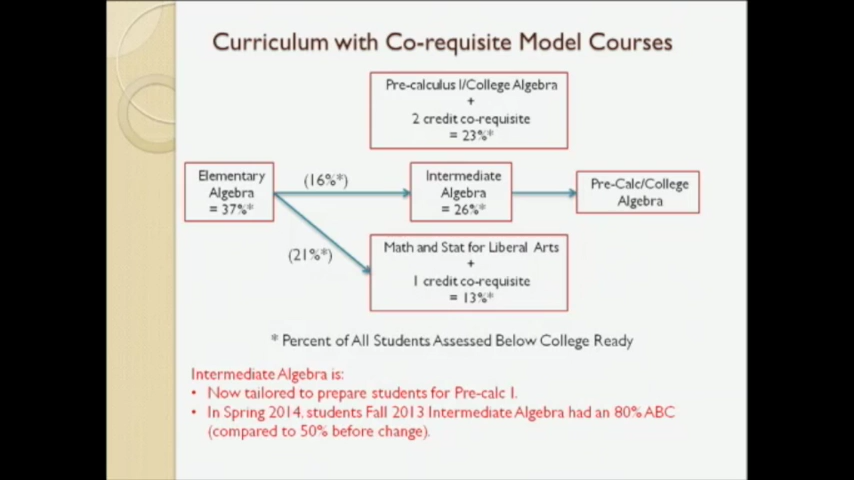 Curriculum with Co-requisite Model Courses
Pre-calculus I/College Algebra
+
2 credit co-requisite
= 23%*
Elementary
Algebra
= 37%*
(16%*)
Intermediate
Algebra
= 26%*
Pre-Calc/College
Algebra
(21%*)
Math and Stat for Liberal Arts
+
1 credit co-requisite
= 13%*
* Percent of All Students Assessed Below College Ready
Intermediate Algebra is:
• Now tailored to prepare students for Pre-calc I.
• In Spring 2014, students Fall 2013 Intermediate Algebra had an 80% ABC
(compared to 50% before change).